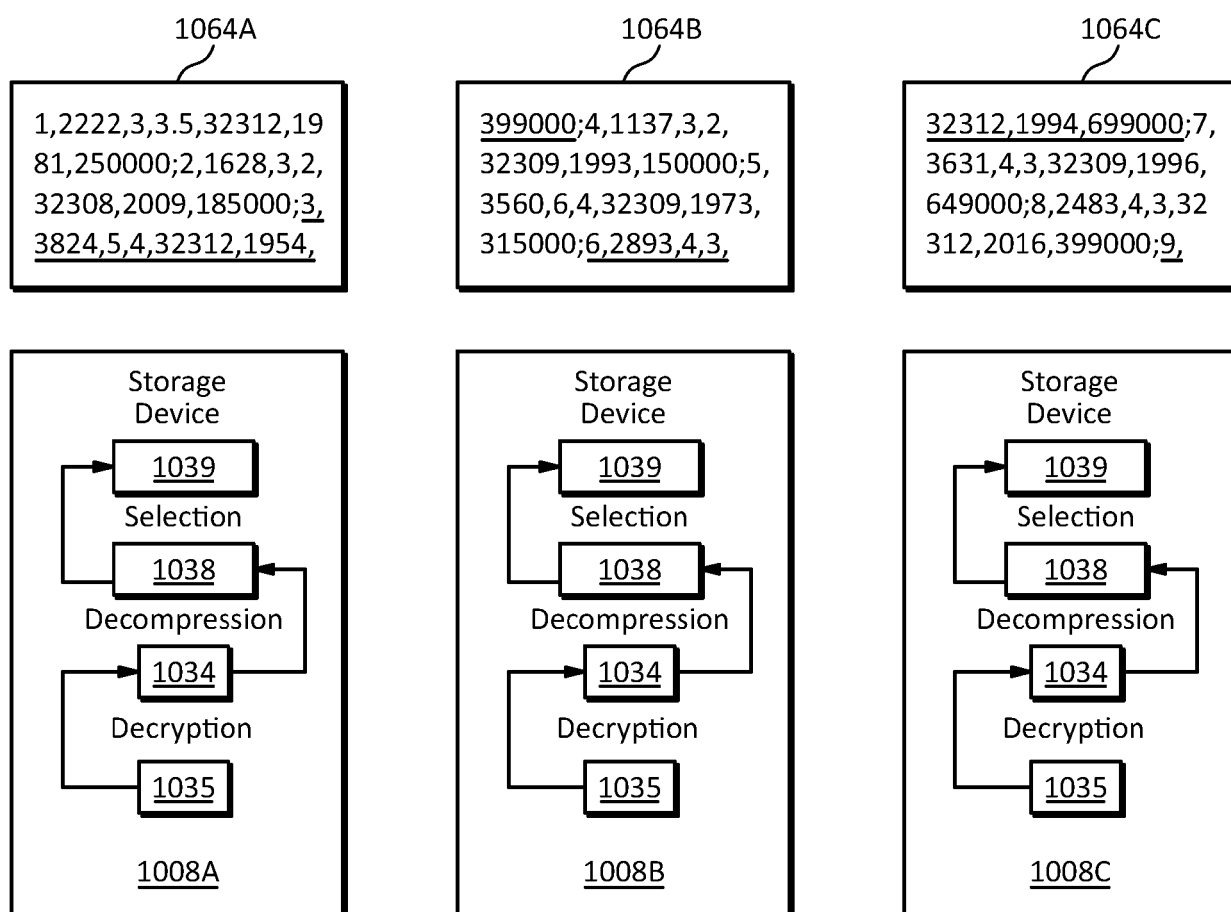 1064A
1,2222,3,3.5,32312,19
81,250000;2,1628,3,2,
32308,2009,185000;3,
3824,5,4,32312,1954,
1064B
399000;4,1137,3,2,
32309,1993,150000;5,
3560,6,4,32309,1973,
315000;6,2893,4,3,
1064C
32312,1994,699000;7,
3631,4,3,32309,1996,
649000;8,2483,4,3,32
312,2016,399000;9,
Storage
Device
1039
Selection
1038
Decompression
1034
Decryption
1035
1008A
Storage
Device
1039
Selection
1038
Decompression
1034
Decryption
1035
1008B
Storage
Device
1039
Selection
1038
Decompression
1034
Decryption
1035
1008C